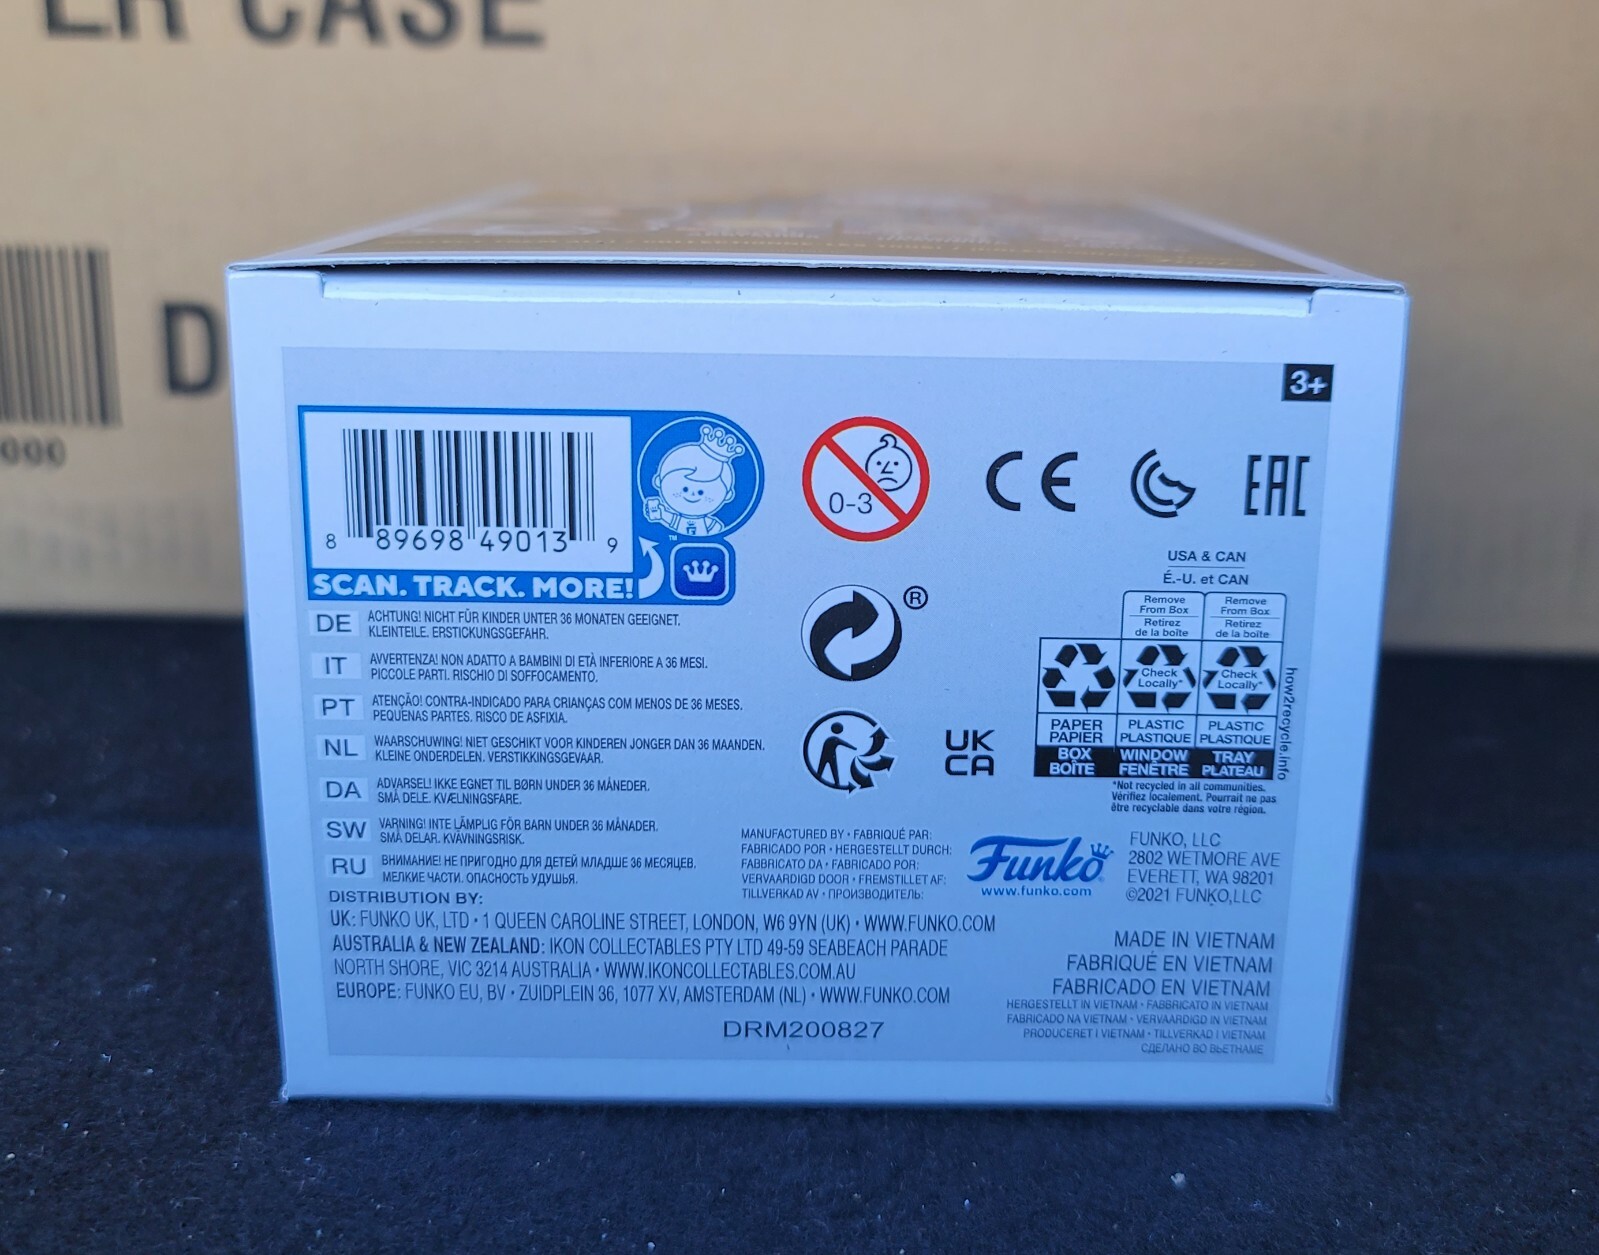 ER CASE
D
000
3+
8 89698 49013 9
™
SCAN. TRACK. MORE!
0-3
CE
EAC
®
UK
CA
USA & CAN
É.-U. et CAN
Remove
From Box
Retirez
de la boîte
Remove
From Box
Retirez
de la boîte
Check
Locally*
Check
Locally*
PAPER
PAPIER
PLASTIC
PLASTIQUE
PLASTIC
PLASTIQUE
BOX
BOÎTE
WINDOW
FENÊTRE
TRAY
PLATEAU
how2recycle.info
*Not recycled in all communities.
Vérifiez localement. Pourrait ne pas
être recyclable dans votre région.
DE ACHTUNG! NICHT FÜR KINDER UNTER 36 MONATEN GEEIGNET.
KLEINTEILE. ERSTICKUNGSGEFAHR.
IT AVVERTENZA! NON ADATTO A BAMBINI DI ETÀ INFERIORE A 36 MESI.
PICCOLE PARTI. RISCHIO DI SOFFOCAMENTO.
PT ATENÇÃO! CONTRA-INDICADO PARA CRIANÇAS COM MENOS DE 36 MESES.
PEQUENAS PARTES. RISCO DE ASFIXIA.
NL WAARSCHUWING! NIET GESCHIKT VOOR KINDEREN JONGER DAN 36 MAANDEN.
KLEINE ONDERDELEN. VERSTIKKINGSGEVAAR.
DA ADVARSEL! IKKE EGNET TIL BØRN UNDER 36 MÅNEDER.
SMÅ DELE. KVÆLNINGSFARE.
SW VARNING! INTE LÄMPLIG FÖR BARN UNDER 36 MÅNADER.
SMÅ DELAR. KVÄVNINGSRISK.
RU ВНИМАНИЕ! НЕ ПРИГОДНО ДЛЯ ДЕТЕЙ МЛАДШЕ 36 МЕСЯЦЕВ.
МЕЛКИЕ ЧАСТИ. ОПАСНОСТЬ УДУШЬЯ.
MANUFACTURED BY • FABRIQUÉ PAR:
FABRICADO POR • HERGESTELLT DURCH:
FABBRICATO DA • FABRICADO POR:
VERVAARDIGD DOOR • FREMSTILLET AF:
TILLVERKAD AV • ПРОИЗВОДИТЕЛЬ:
Funko
www.funko.com
FUNKO, LLC
2802 WETMORE AVE
EVERETT, WA 98201
©2021 FUNKO,LLC
DISTRIBUTION BY:
UK: FUNKO UK, LTD • 1 QUEEN CAROLINE STREET, LONDON, W6 9YN (UK) • WWW.FUNKO.COM
AUSTRALIA & NEW ZEALAND: IKON COLLECTABLES PTY LTD 49-59 SEABEACH PARADE
NORTH SHORE, VIC 3214 AUSTRALIA • WWW.IKONCOLLECTABLES.COM.AU
EUROPE: FUNKO EU, BV • ZUIDPLEIN 36, 1077 XV, AMSTERDAM (NL) • WWW.FUNKO.COM
DRM200827
MADE IN VIETNAM
FABRIQUÉ EN VIETNAM
FABRICADO EN VIETNAM
HERGESTELLT IN VIETNAM • FABBRICATO IN VIETNAM
FABRICADO NA VIETNAM • VERVAARDIGD IN VIETNAM
PRODUCERET I VIETNAM • TILLVERKAD I VIETNAM
СДЕЛАНО ВО ВЬЕТНАМЕ